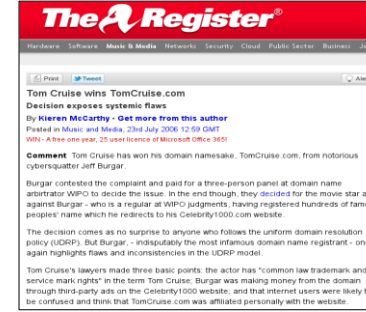 The Register®
Hardware Software Music & Media Networks Security Cloud Public Sector Business
Print Tweet
Tom Cruise wins TomCruise.com
Decision exposes systemic flaws
By Kieren McCarthy - Get more from this author
Posted in Music and Media, 23rd July 2006 12:59 GMT
WIN - A free one year, 25 user licence of Microsoft Office 365!
Comment Tom Cruise has won his domain namesake, TomCruise.com, from notorious
cybersquatter Jeff Burgar.
Burgar contested the complaint and paid for a three-person panel at domain name
arbitrator WIPO to decide the issue. In the end though, they decided for the movie star a
against Burgar - who is a regular at WIPO judgments, having registered hundreds of fam
peoples' name which he redirects to his Celebrity1000.com website.
The decision comes as no surprise to anyone who follows the uniform domain resolution
policy (UDRP). But Burgar, - indisputably the most infamous domain name registrant - on
again highlights flaws and inconsistencies in the UDRP model.
Tom Cruise's lawyers made three basic points: the actor has "common law trademark and
service mark rights" in the term Tom Cruise; Burgar was making money from the domain
through third-party ads on the Celebrity1000 website; and that internet users were likely t
be confused and think that TomCruise.com was affiliated personally with the website.